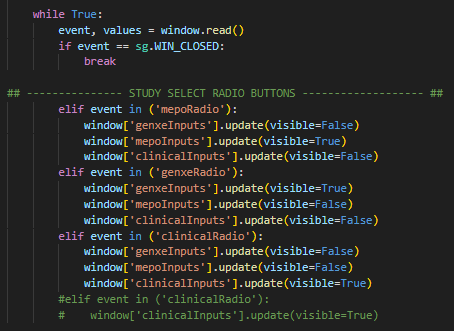 while True:
event, values = window.read()
if event == sg.WIN_CLOSED:
break
## --------------- STUDY SELECT RADIO BUTTONS ------------------- ##
elif event in ('mepoRadio'):
window['genxeInputs'].update(visible=False)
window['mepoInputs'].update(visible=True)
window['clinicalInputs'].update(visible=False)
elif event in ('genxeRadio'):
window['genxeInputs'].update(visible=True)
window['mepoInputs'].update(visible=False)
window['clinicalInputs'].update(visible=False)
elif event in ('clinicalRadio'):
window['genxeInputs'].update(visible=False)
window['mepoInputs'].update(visible=False)
window['clinicalInputs'].update(visible=True)
#elif event in ('clinicalRadio'):
#    window['clinicalInputs'].update(visible=True)